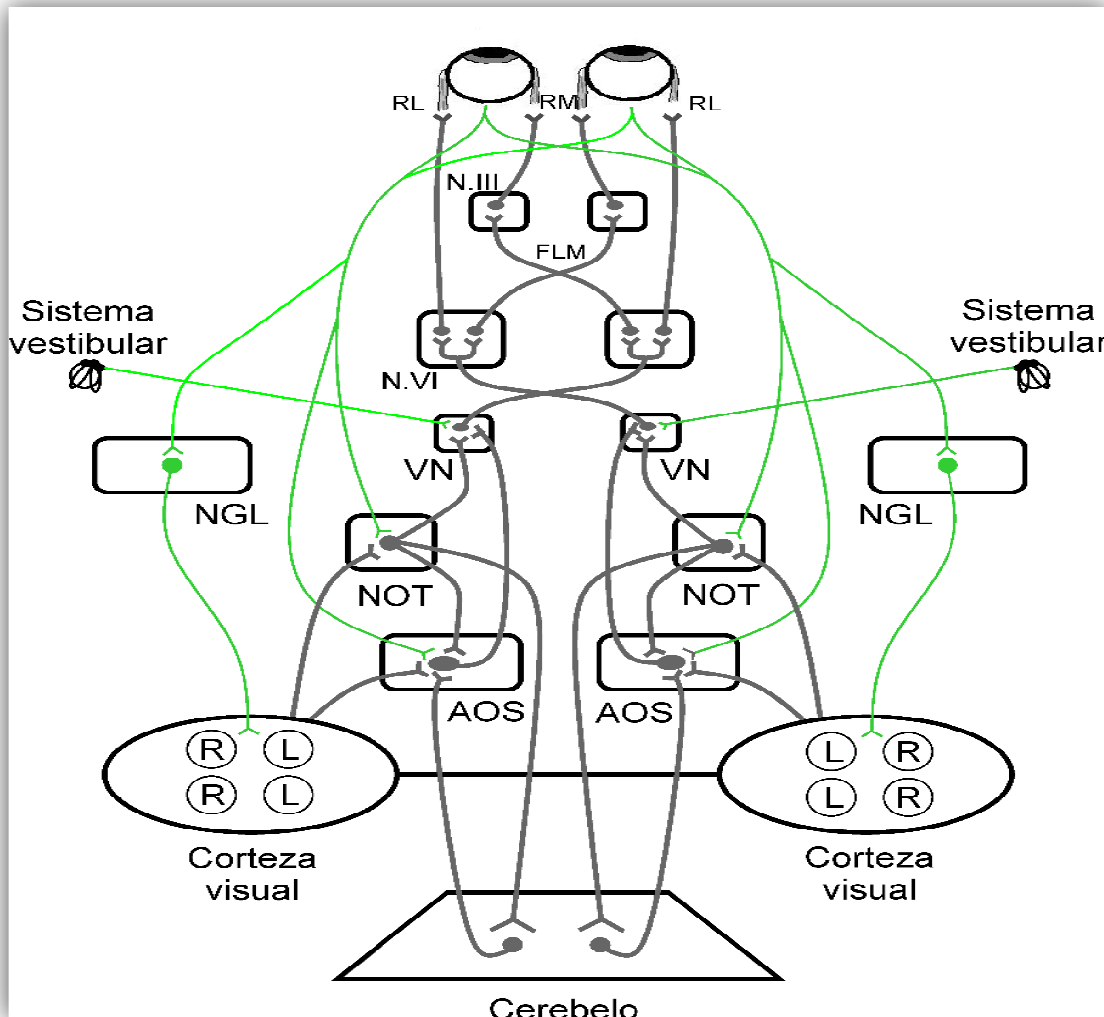 RL RM RL
N.III
FLM
Sistema
vestibular
Sistema
vestibular
N.VI
VN VN
NGL NGL
NOT NOT
AOS AOS
R L L R
R L L R
Corteza
visual
Corteza
visual
Cerebelo